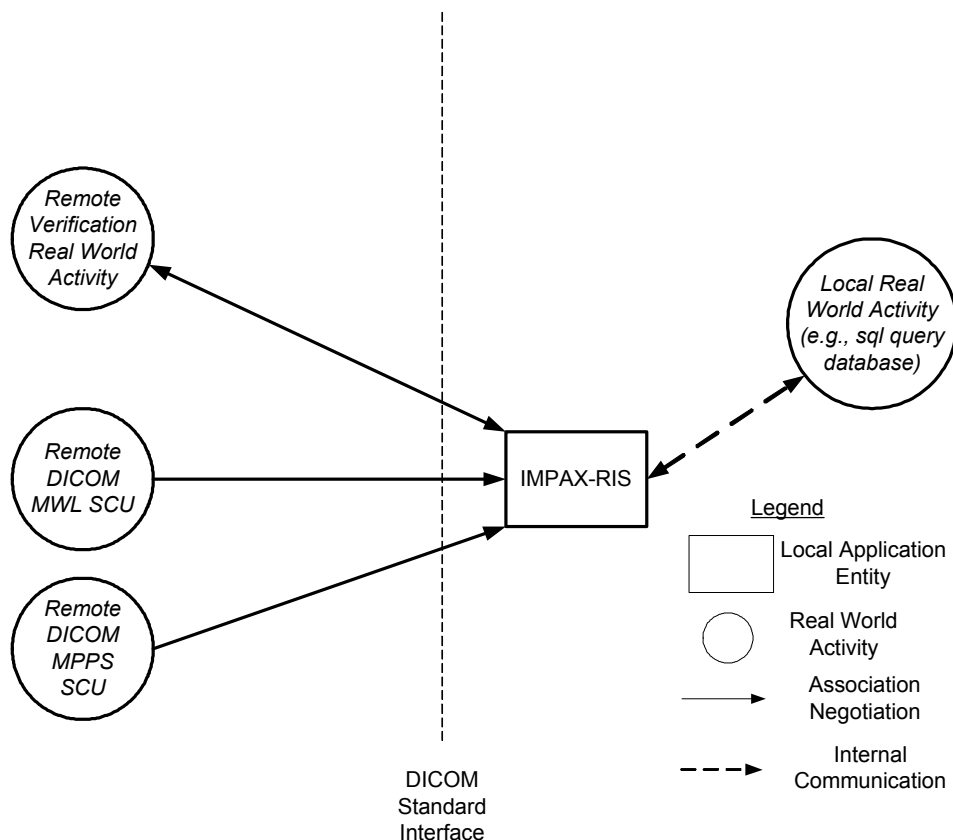 Remote
Verification
Real World
Activity
Local Real
World Activity
(e.g., sql query
database)
Remote
DICOM
MWL SCU
IMPAX-RIS
Remote
DICOM
MPPS
SCU
Legend
Local Application
Entity
Real World
Activity
Association
Negotiation
Internal
Communication
DICOM
Standard
Interface